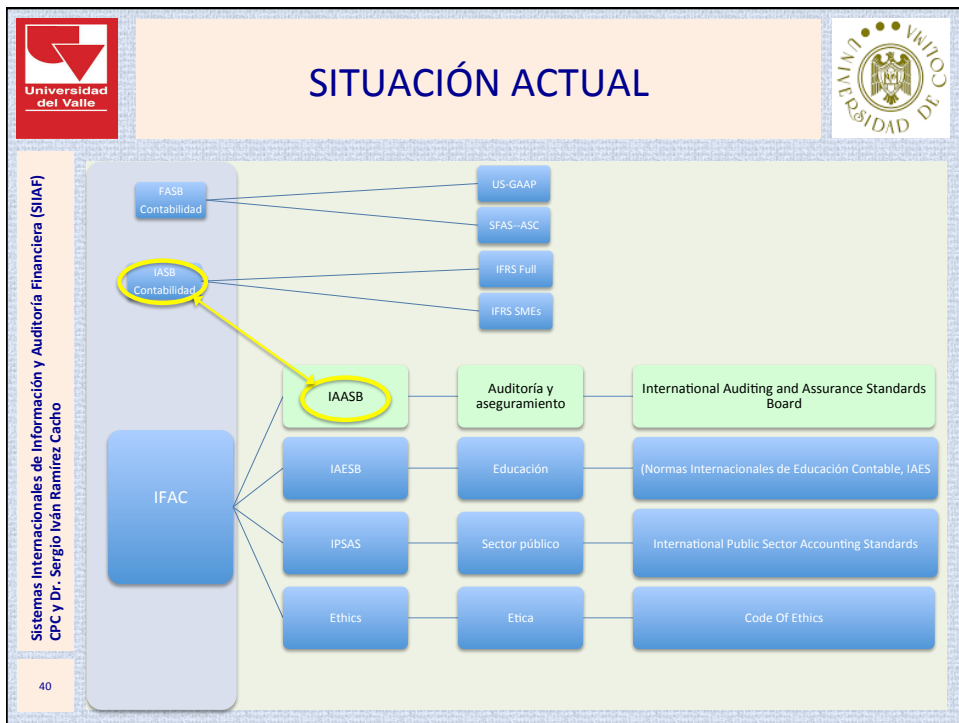 Universidad
del Valle
SITUACIÓN ACTUAL
UNIVERSIDAD DE COLIMA
Sistemas Internacionales de Información y Auditoría Financiera (SIIAF)
CPC y Dr. Sergio Iván Ramírez Cacho
40
FASB
Contabilidad
US-GAAP
SFAS--ASC
IASB
Contabilidad
IFRS Full
IFRS SMEs
IFAC
IAASB
Auditoría y
aseguramiento
International Auditing and Assurance Standards
Board
IAESB
Educación
(Normas Internacionales de Educación Contable, IAES
IPSAS
Sector público
International Public Sector Accounting Standards
Ethics
Etica
Code Of Ethics